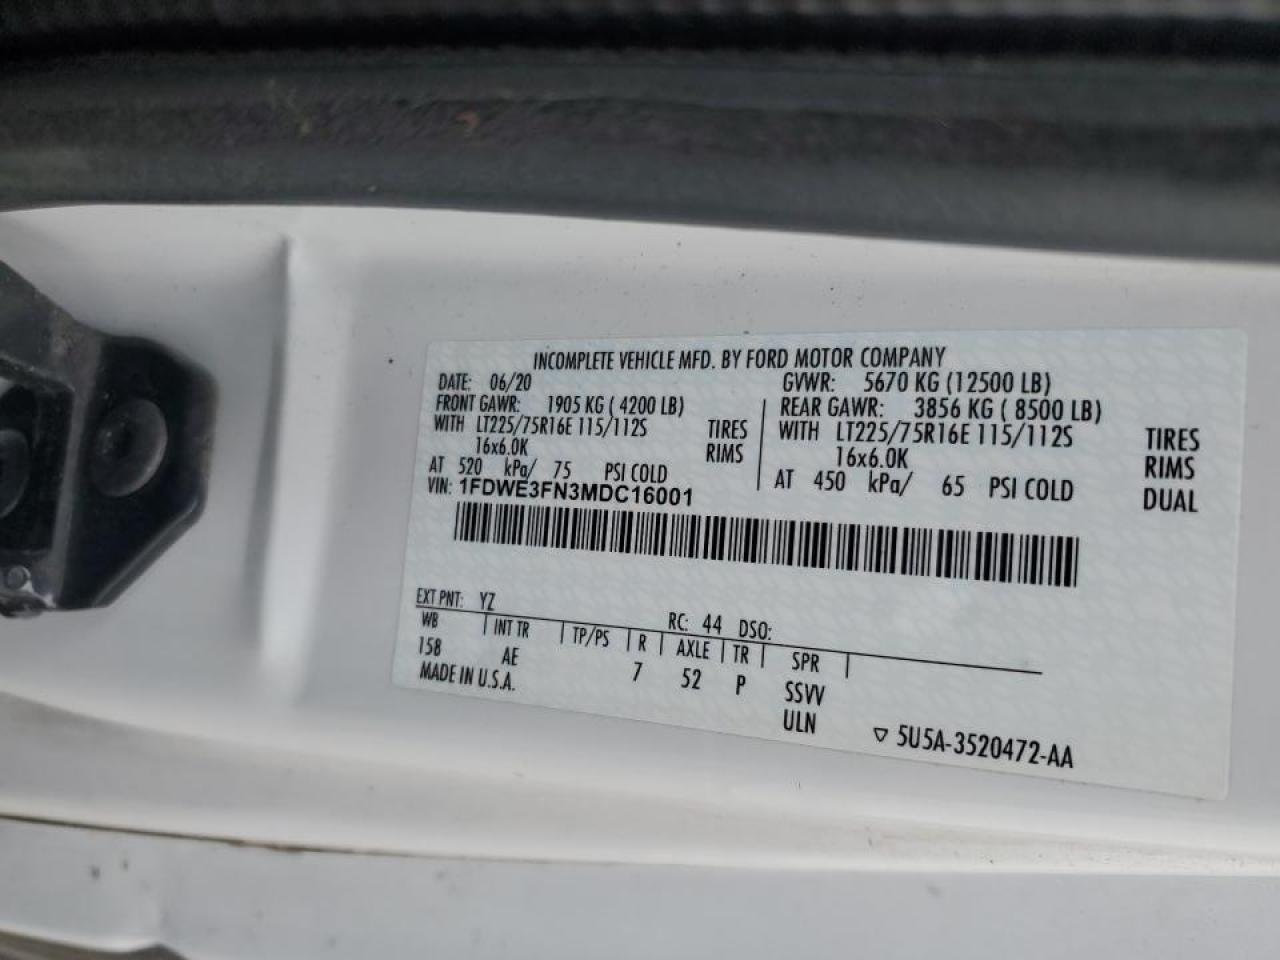 INCOMPLETE VEHICLE MFD. BY FORD MOTOR COMPANY
DATE: 06/20 GVWR: 5670 KG (12500 LB)
FRONT GAWR: 1905 KG ( 4200 LB) REAR GAWR: 3856 KG ( 8500 LB)
WITH LT225/75R16E 115/112S TIRES WITH LT225/75R16E 115/112S TIRES
16x6.0K RIMS 16x6.0K RIMS
AT 520 kPa/ 75 PSI COLD AT 450 kPa/ 65 PSI COLD DUAL
VIN: 1FDWE3FN3MDC16001
EXT PNT: YZ RC: 44 DSO:
WB INT TR TP/PS R AXLE TR SPR
158 AE 7 52 P SSVV
MADE IN U.S.A. ULN
▽ 5U5A-3520472-AA